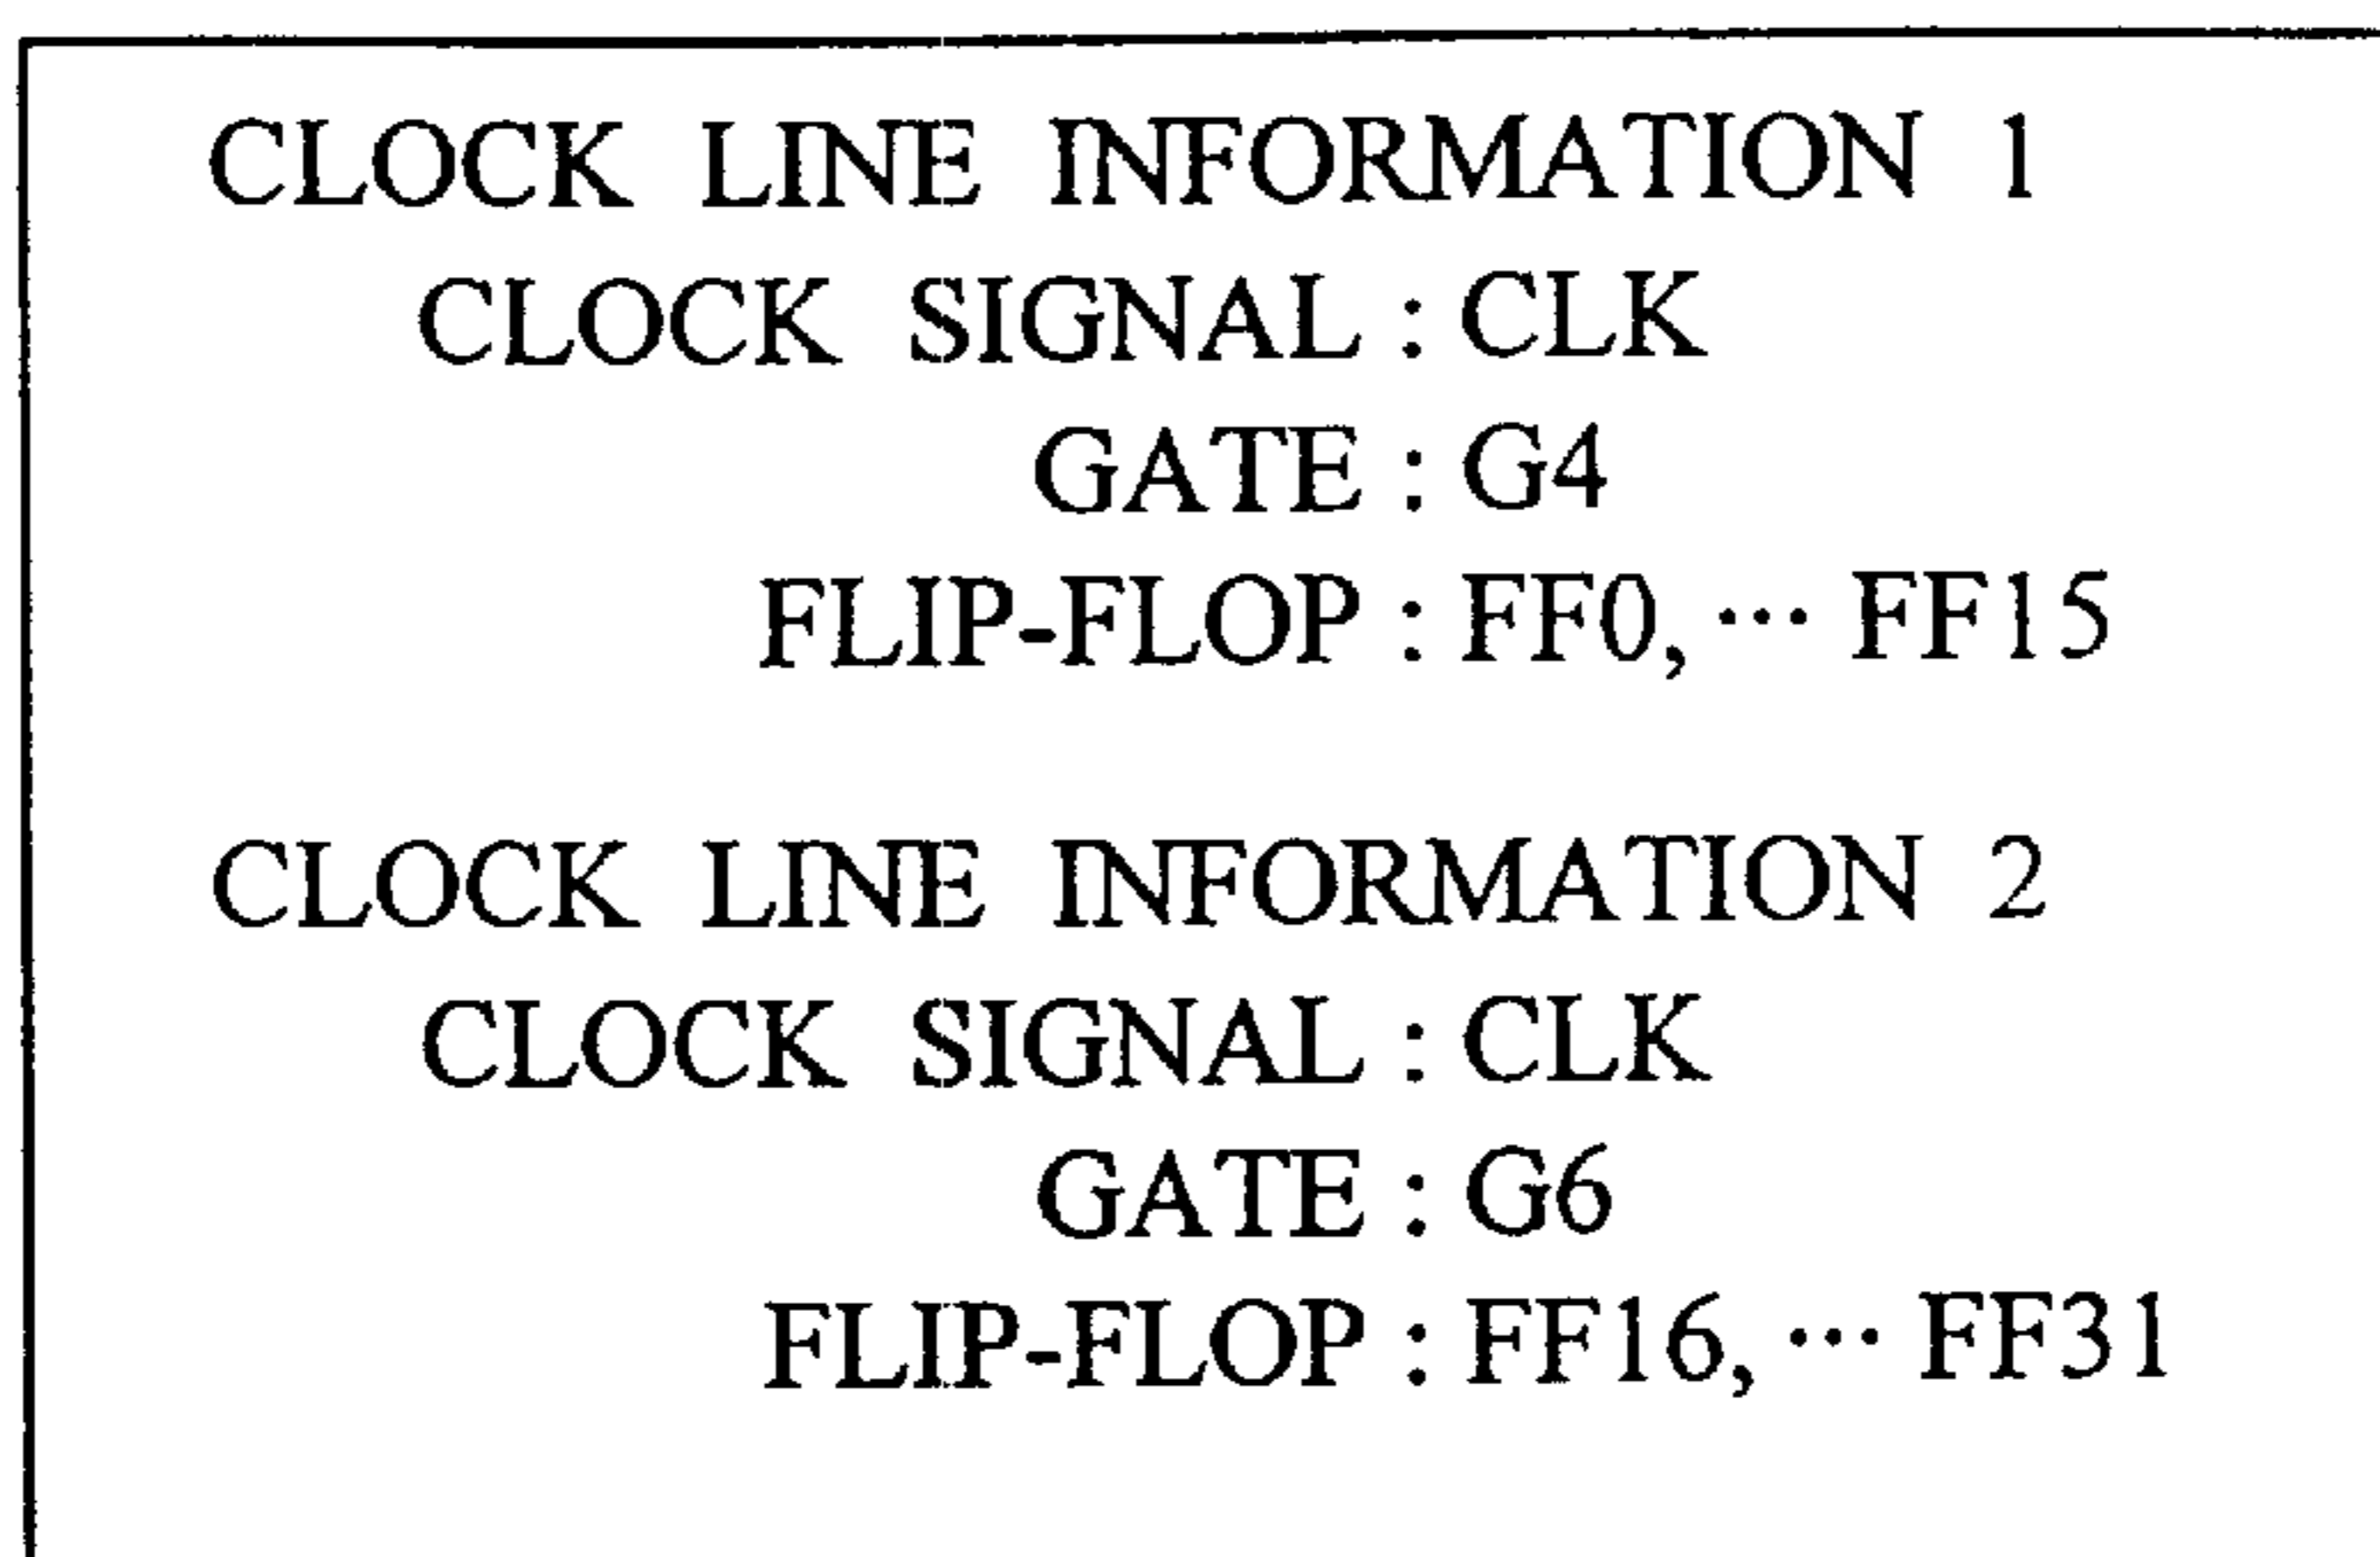 CLOCK LINE INFORMATION 1
CLOCK SIGNAL : CLK
GATE : G4
FLIP-FLOP : FF0, ··· FF15
CLOCK LINE INFORMATION 2
CLOCK SIGNAL : CLK
GATE : G6
FLIP-FLOP : FF16, ··· FF31